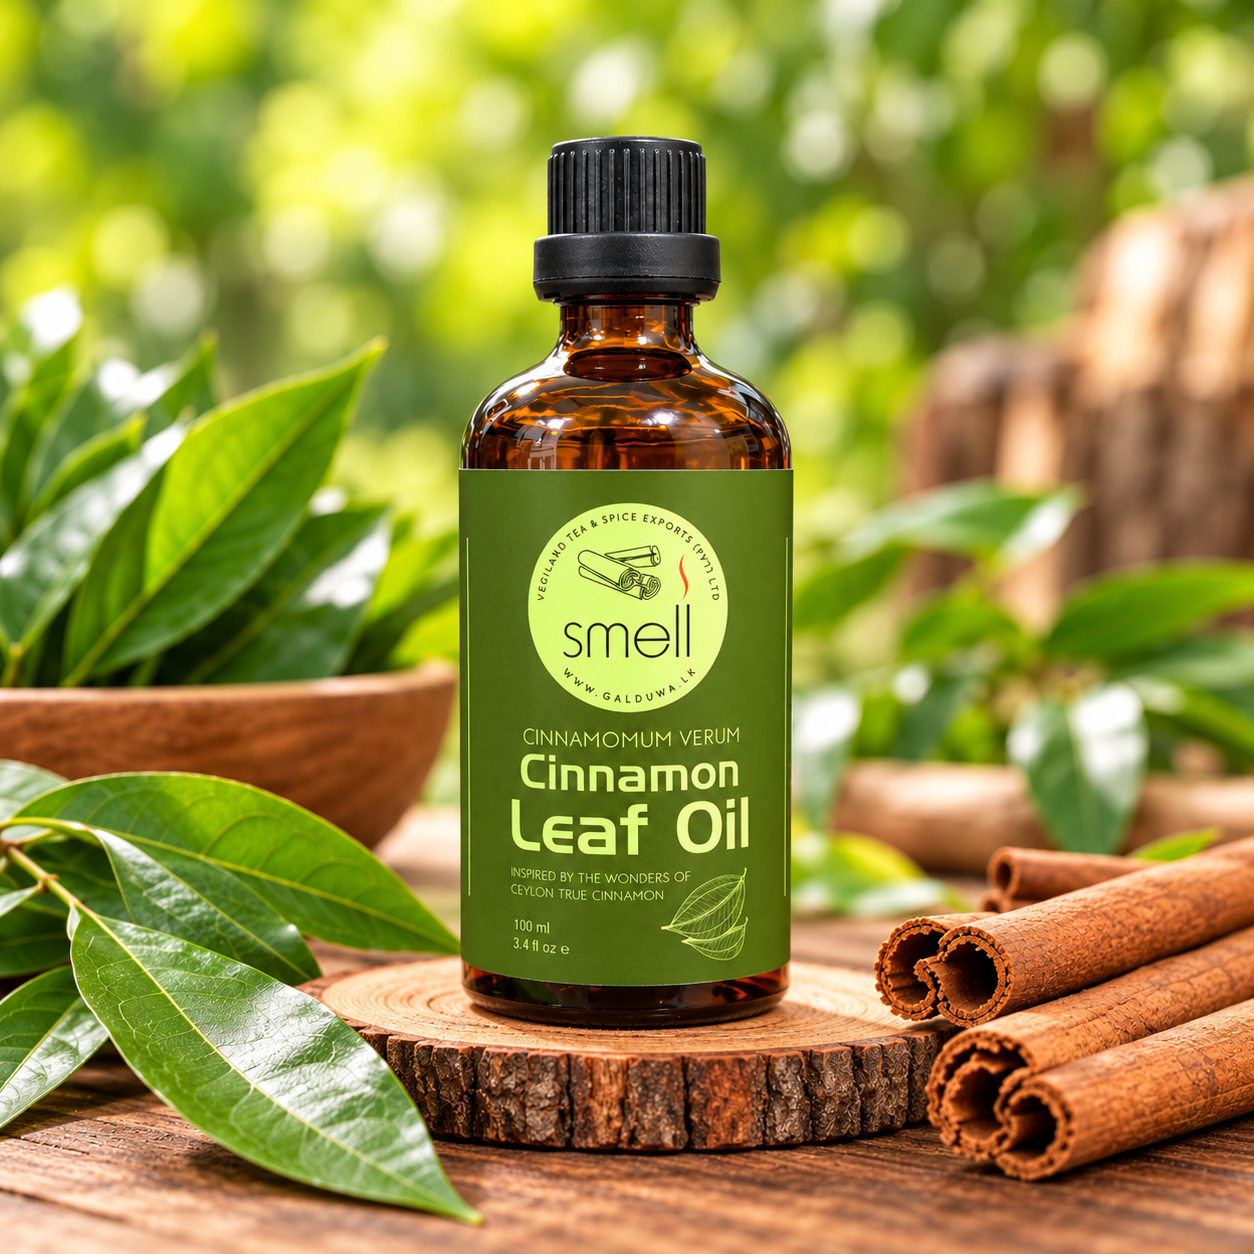 VEGILAND TEA & SPICE EXPORTS (PVT) LTD
smell
WWW.GALDUWA.LK
CINNAMOMUM VERUM
Cinnamon
Leaf Oil
INSPIRED BY THE WONDERS OF
CEYLON TRUE CINNAMON
100 ml
3.4 fl oz e